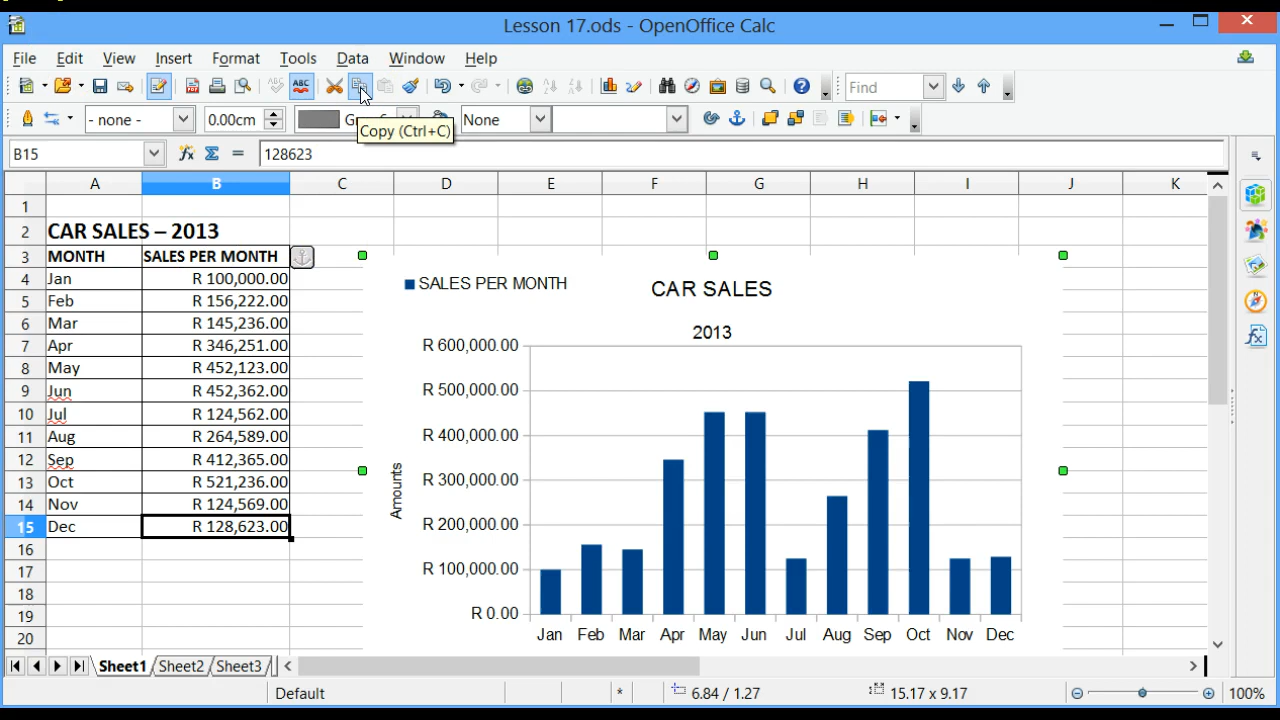 Lesson 17.ods - OpenOffice Calc
File Edit View Insert Format Tools Data Window Help
ABC ABC Find
- none - 0.00cm None
Copy (Ctrl+C)
B15 128623
A B C D E F G H I J K
1
2 CAR SALES – 2013
3 MONTH SALES PER MONTH
4 Jan R 100,000.00
5 Feb R 156,222.00
6 Mar R 145,236.00
7 Apr R 346,251.00
8 May R 452,123.00
9 Jun R 452,362.00
10 Jul R 124,562.00
11 Aug R 264,589.00
12 Sep R 412,365.00
13 Oct R 521,236.00
14 Nov R 124,569.00
15 Dec R 128,623.00
16
17
18
19
20
SALES PER MONTH
CAR SALES
2013
R 600,000.00
R 500,000.00
R 400,000.00
R 300,000.00
R 200,000.00
R 100,000.00
R 0.00
Amounts
Jan Feb Mar Apr May Jun Jul Aug Sep Oct Nov Dec
Sheet1 Sheet2 Sheet3
Default * 6.84 / 1.27 15.17 x 9.17 100%